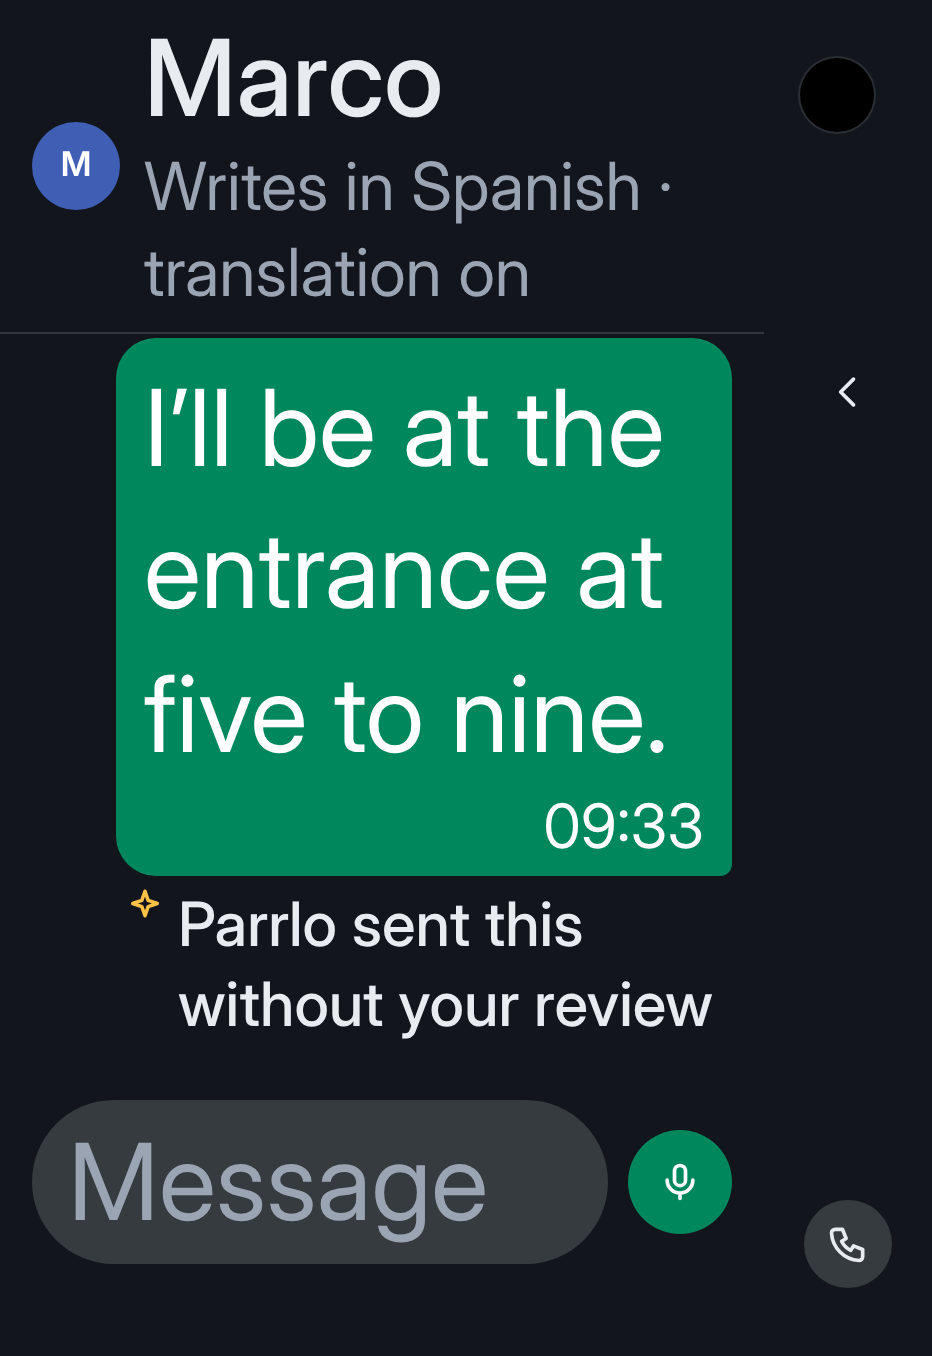 Marco
M
Writes in Spanish ·
translation on
I’ll be at the
entrance at
five to nine.
09:33
Parrlo sent this
without your review
Message